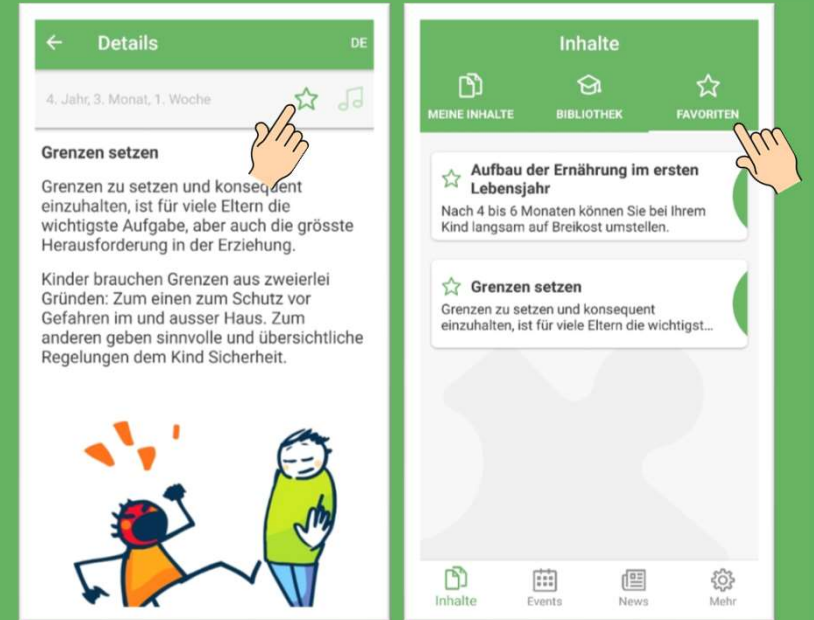 Details
DE
4. Jahr, 3. Monat, 1. Woche
Grenzen setzen
Grenzen zu setzen und konsequent
einzuhalten, ist für viele Eltern die
wichtigste Aufgabe, aber auch die grösste
Herausforderung in der Erziehung.
Kinder brauchen Grenzen aus zweierlei
Gründen: Zum einen zum Schutz vor
Gefahren im und ausser Haus. Zum
anderen geben sinnvolle und übersichtliche
Regelungen dem Kind Sicherheit.
Inhalte
MEINE INHALTE
BIBLIOTHEK
FAVORITEN
Aufbau der Ernährung im ersten
Lebensjahr
Nach 4 bis 6 Monaten können Sie bei Ihrem
Kind langsam auf Breikost umstellen.
Grenzen setzen
Grenzen zu setzen und konsequent
einzuhalten, ist für viele Eltern die wichtigst...
Inhalte
Events
News
Mehr